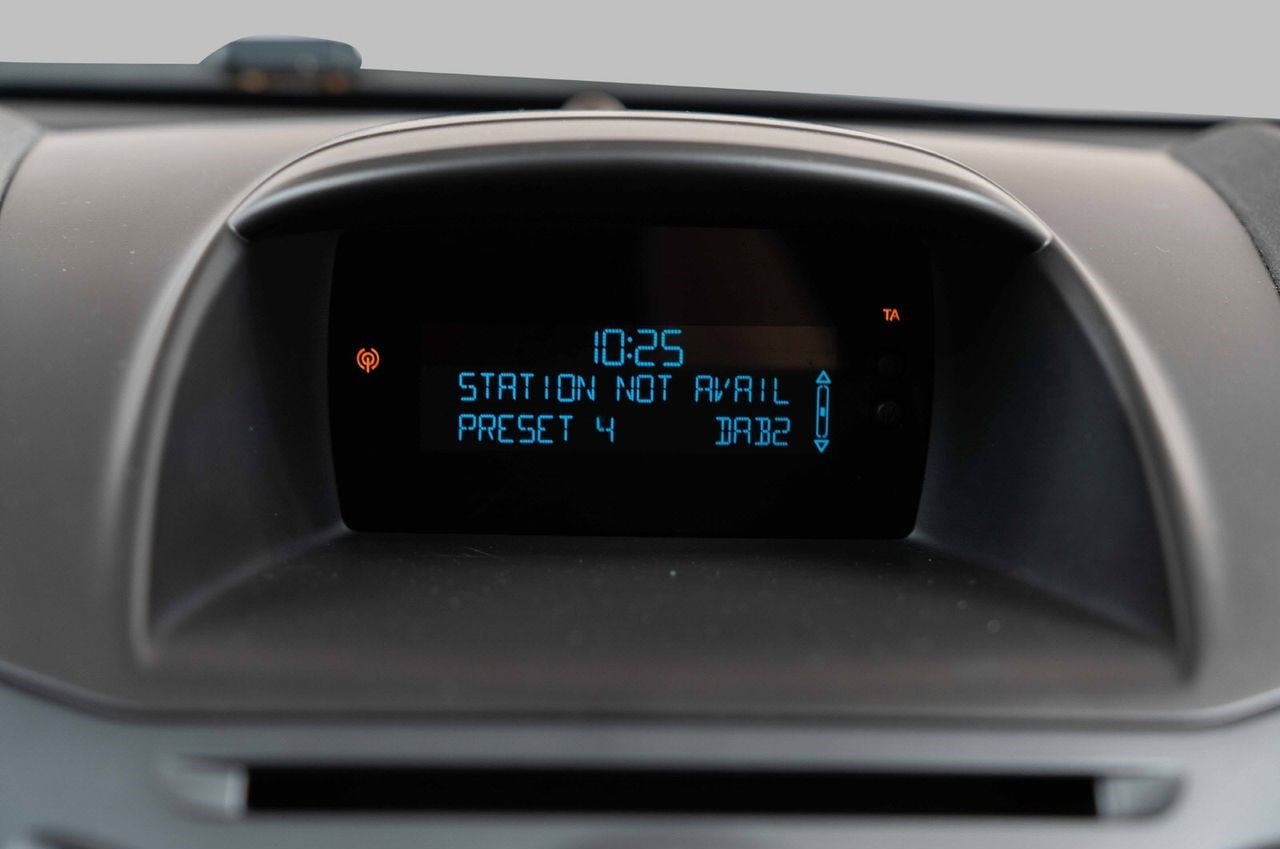 10:25
TA
STATION NOT AVAIL
PRESET 4 DAB2